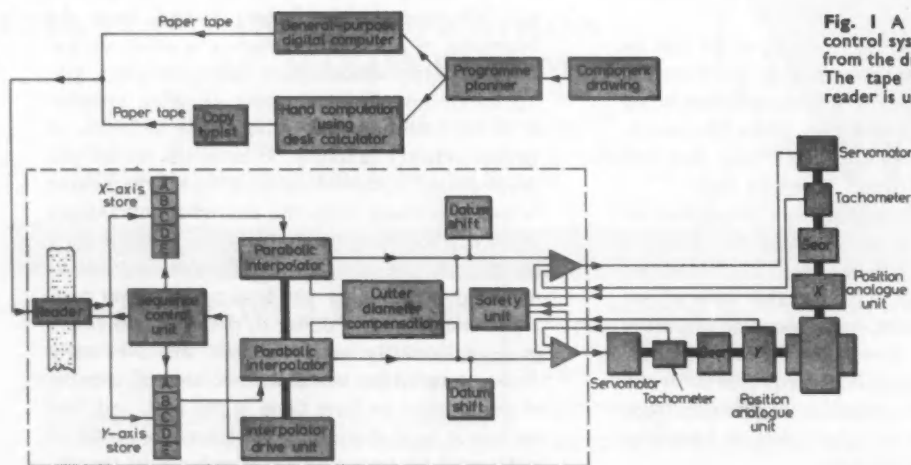 Paper tape
General-purpose
digital computer
Fig. 1 A
control sys
from the d
The tape
reader is u
Programme
planner
Component
drawing
Paper tape
Copy
typist
Hand computation
using
desk calculator
Servomotor
Tachometer
Gear
Position
analogue
unit
X
X-axis
store
A
B
C
D
E
Datum
shift
Parabolic
interpolator
Cutter
diameter
compensation
Safety
unit
Reader
Sequence
control
unit
Parabolic
interpolator
Datum
shift
Y-axis
store
A
B
C
D
E
Interpolator
drive unit
Gear
Y
Servomotor
Tachometer
Position
analogue
unit